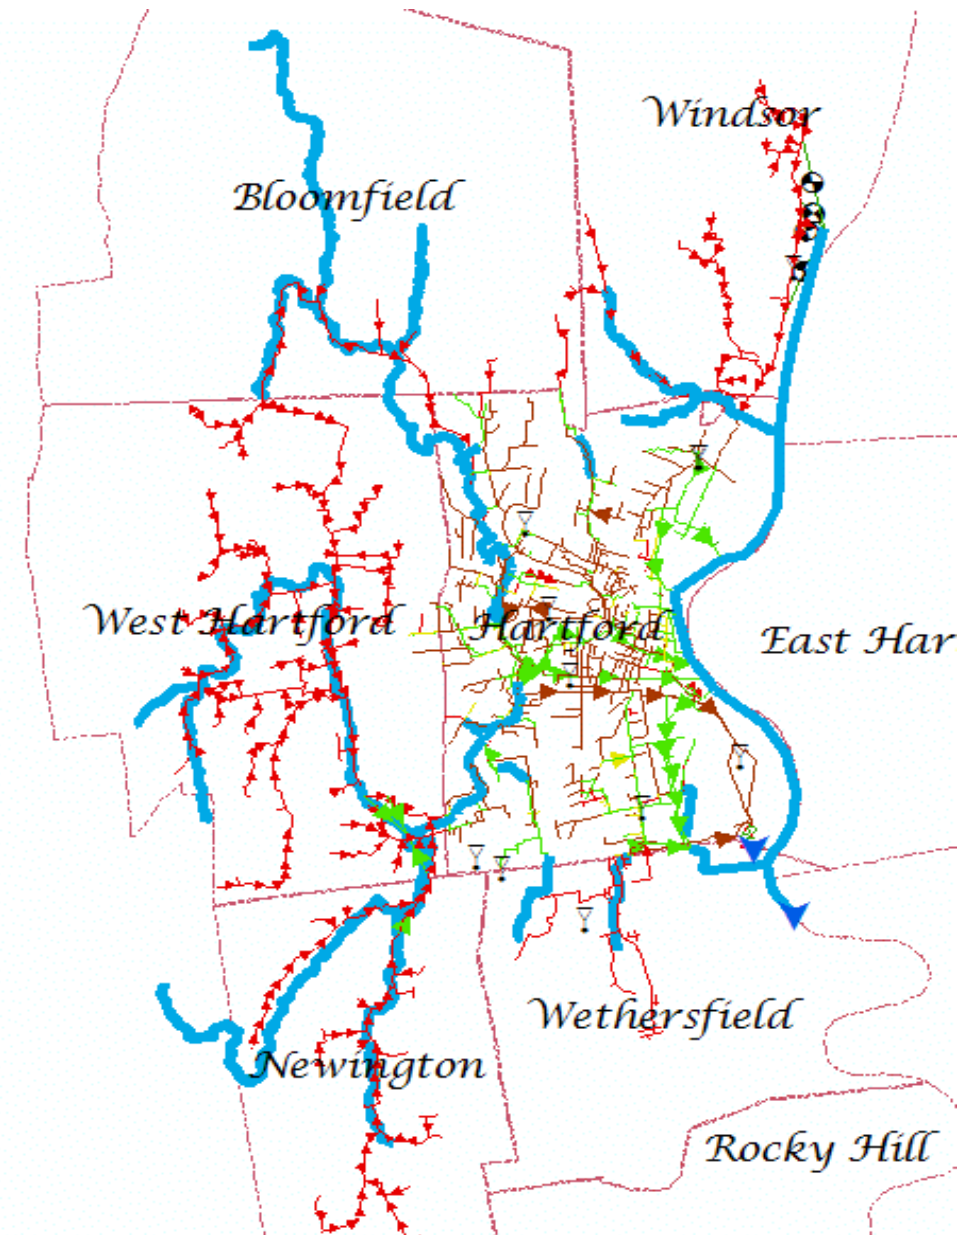 Windsor
Bloomfield
West Hartford
Hartford
East Har
Wethersfield
Newington
Rocky Hill